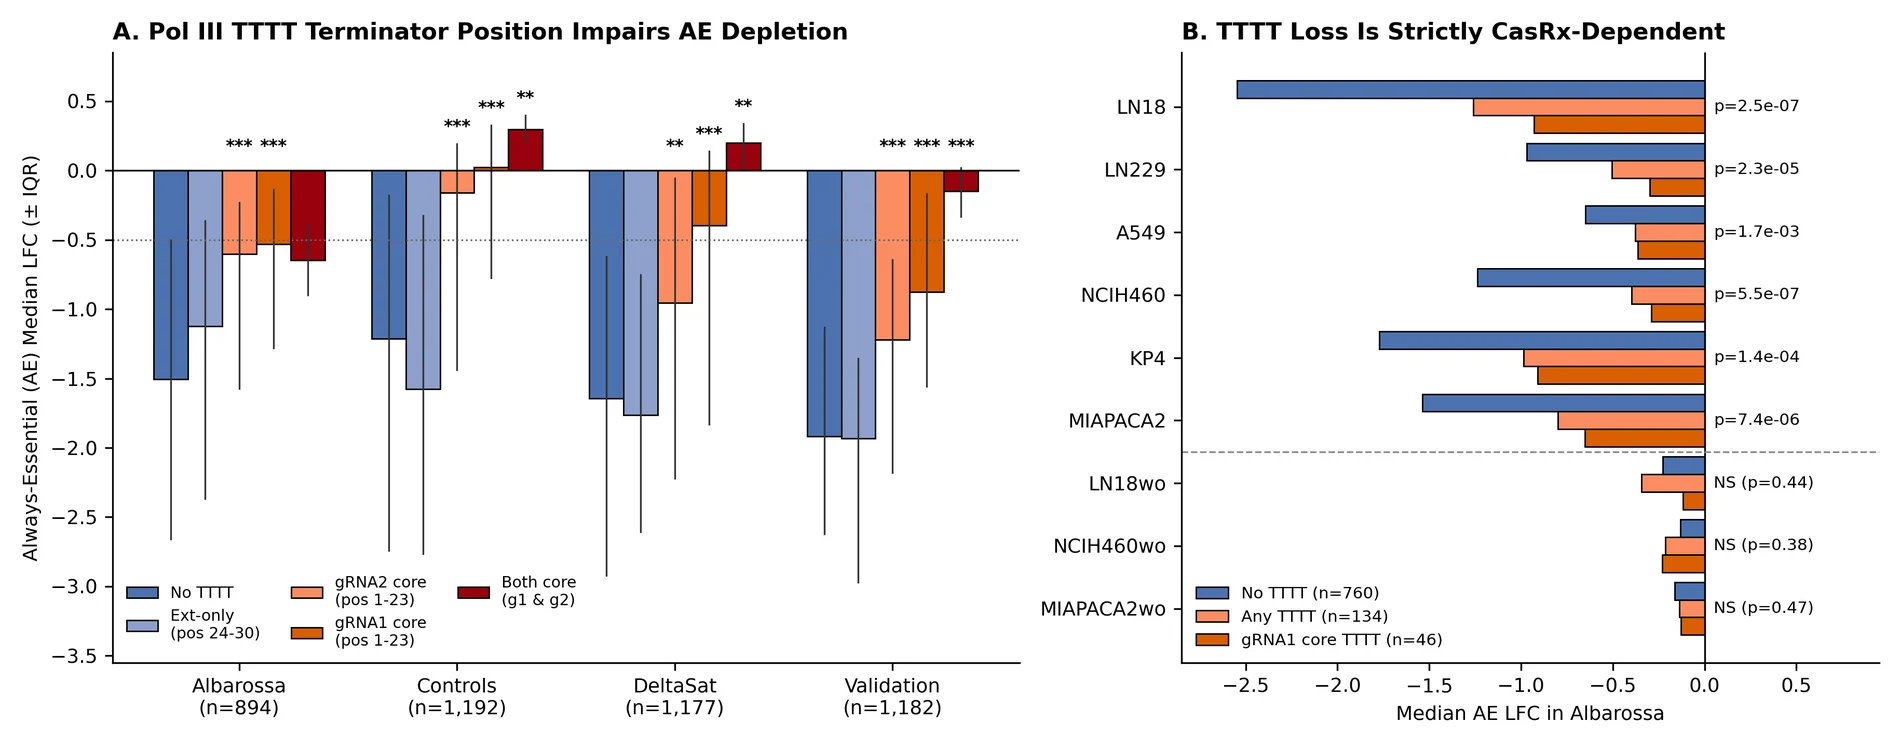 A. Pol III TTTT Terminator Position Impairs AE Depletion
Always-Essential (AE) Median LFC (± IQR)
0.5
0.0
−0.5
−1.0
−1.5
−2.0
−2.5
−3.0
−3.5
*** ***
*** *** **
** *** **
*** *** ***
No TTTT
Ext-only
(pos 24-30)
gRNA2 core
(pos 1-23)
gRNA1 core
(pos 1-23)
Both core
(g1 & g2)
Albarossa
(n=894)
Controls
(n=1,192)
DeltaSat
(n=1,177)
Validation
(n=1,182)
B. TTTT Loss Is Strictly CasRx-Dependent
LN18
p=2.5e-07
LN229
p=2.3e-05
A549
p=1.7e-03
NCIH460
p=5.5e-07
KP4
p=1.4e-04
MIAPACA2
p=7.4e-06
LN18wo
NS (p=0.44)
NCIH460wo
NS (p=0.38)
MIAPACA2wo
NS (p=0.47)
No TTTT (n=760)
Any TTTT (n=134)
gRNA1 core TTTT (n=46)
−2.5 −2.0 −1.5 −1.0 −0.5 0.0 0.5
Median AE LFC in Albarossa